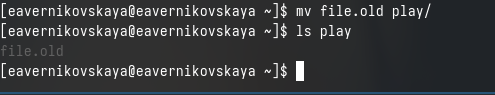 [eavernikovskaya@eavernikovskaya ~]$ mv file.old play/
[eavernikovskaya@eavernikovskaya ~]$ ls play
file.old
[eavernikovskaya@eavernikovskaya ~]$